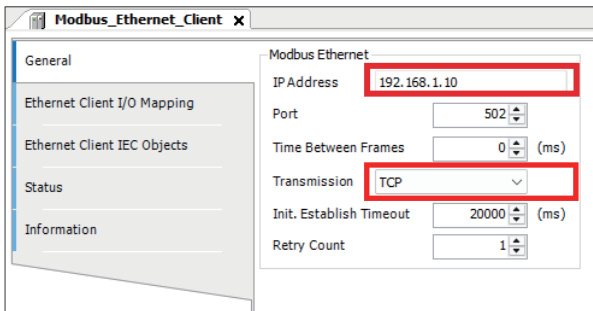 Modbus_Ethernet_Client X
General
Ethernet Client I/O Mapping
Ethernet Client IEC Objects
Status
Information
Modbus Ethernet
IP Address 192.168.1.10
Port 502
Time Between Frames 0 (ms)
Transmission TCP
Init. Establish Timeout 20000 (ms)
Retry Count 1